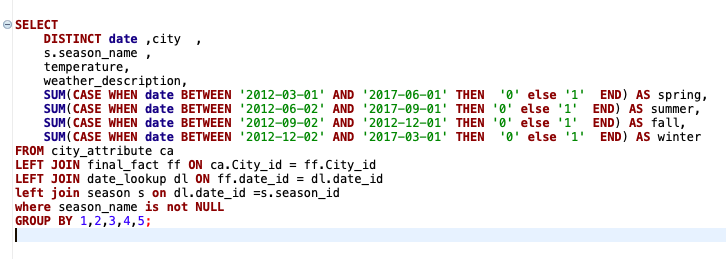 SELECT
DISTINCT date ,city ,
s.season_name ,
temperature,
weather_description,
SUM(CASE WHEN date BETWEEN '2012-03-01' AND '2017-06-01' THEN '0' else '1' END) AS spring,
SUM(CASE WHEN date BETWEEN '2012-06-02' AND '2017-09-01' THEN '0' else '1' END) AS summer,
SUM(CASE WHEN date BETWEEN '2012-09-02' AND '2012-12-01' THEN '0' else '1' END) AS fall,
SUM(CASE WHEN date BETWEEN '2012-12-02' AND '2017-03-01' THEN '0' else '1' END) AS winter
FROM city_attribute ca
LEFT JOIN final_fact ff ON ca.City_id = ff.City_id
LEFT JOIN date_lookup dl ON ff.date_id = dl.date_id
left join season s on dl.date_id =s.season_id
where season_name is not NULL
GROUP BY 1,2,3,4,5;